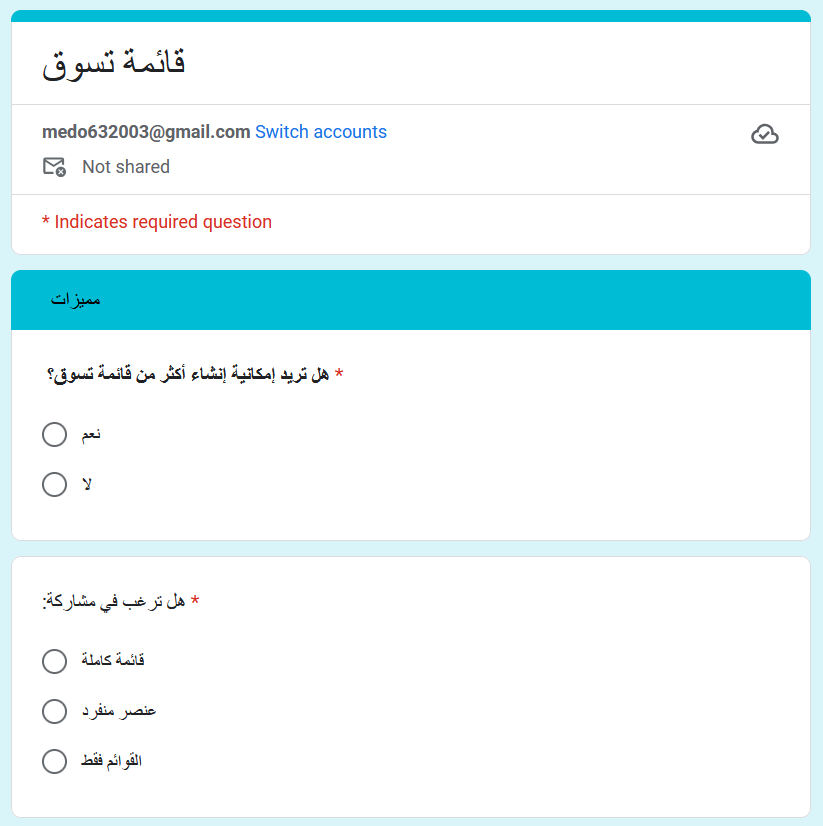 قائمة تسوق
medo632003@gmail.com Switch accounts
Not shared
* Indicates required question
مميزات
هل تريد إمكانية إنشاء أكثر من قائمة تسوق؟ *
نعم
لا
هل ترغب في مشاركة: *
قائمة كاملة
عنصر منفرد
القوائم فقط